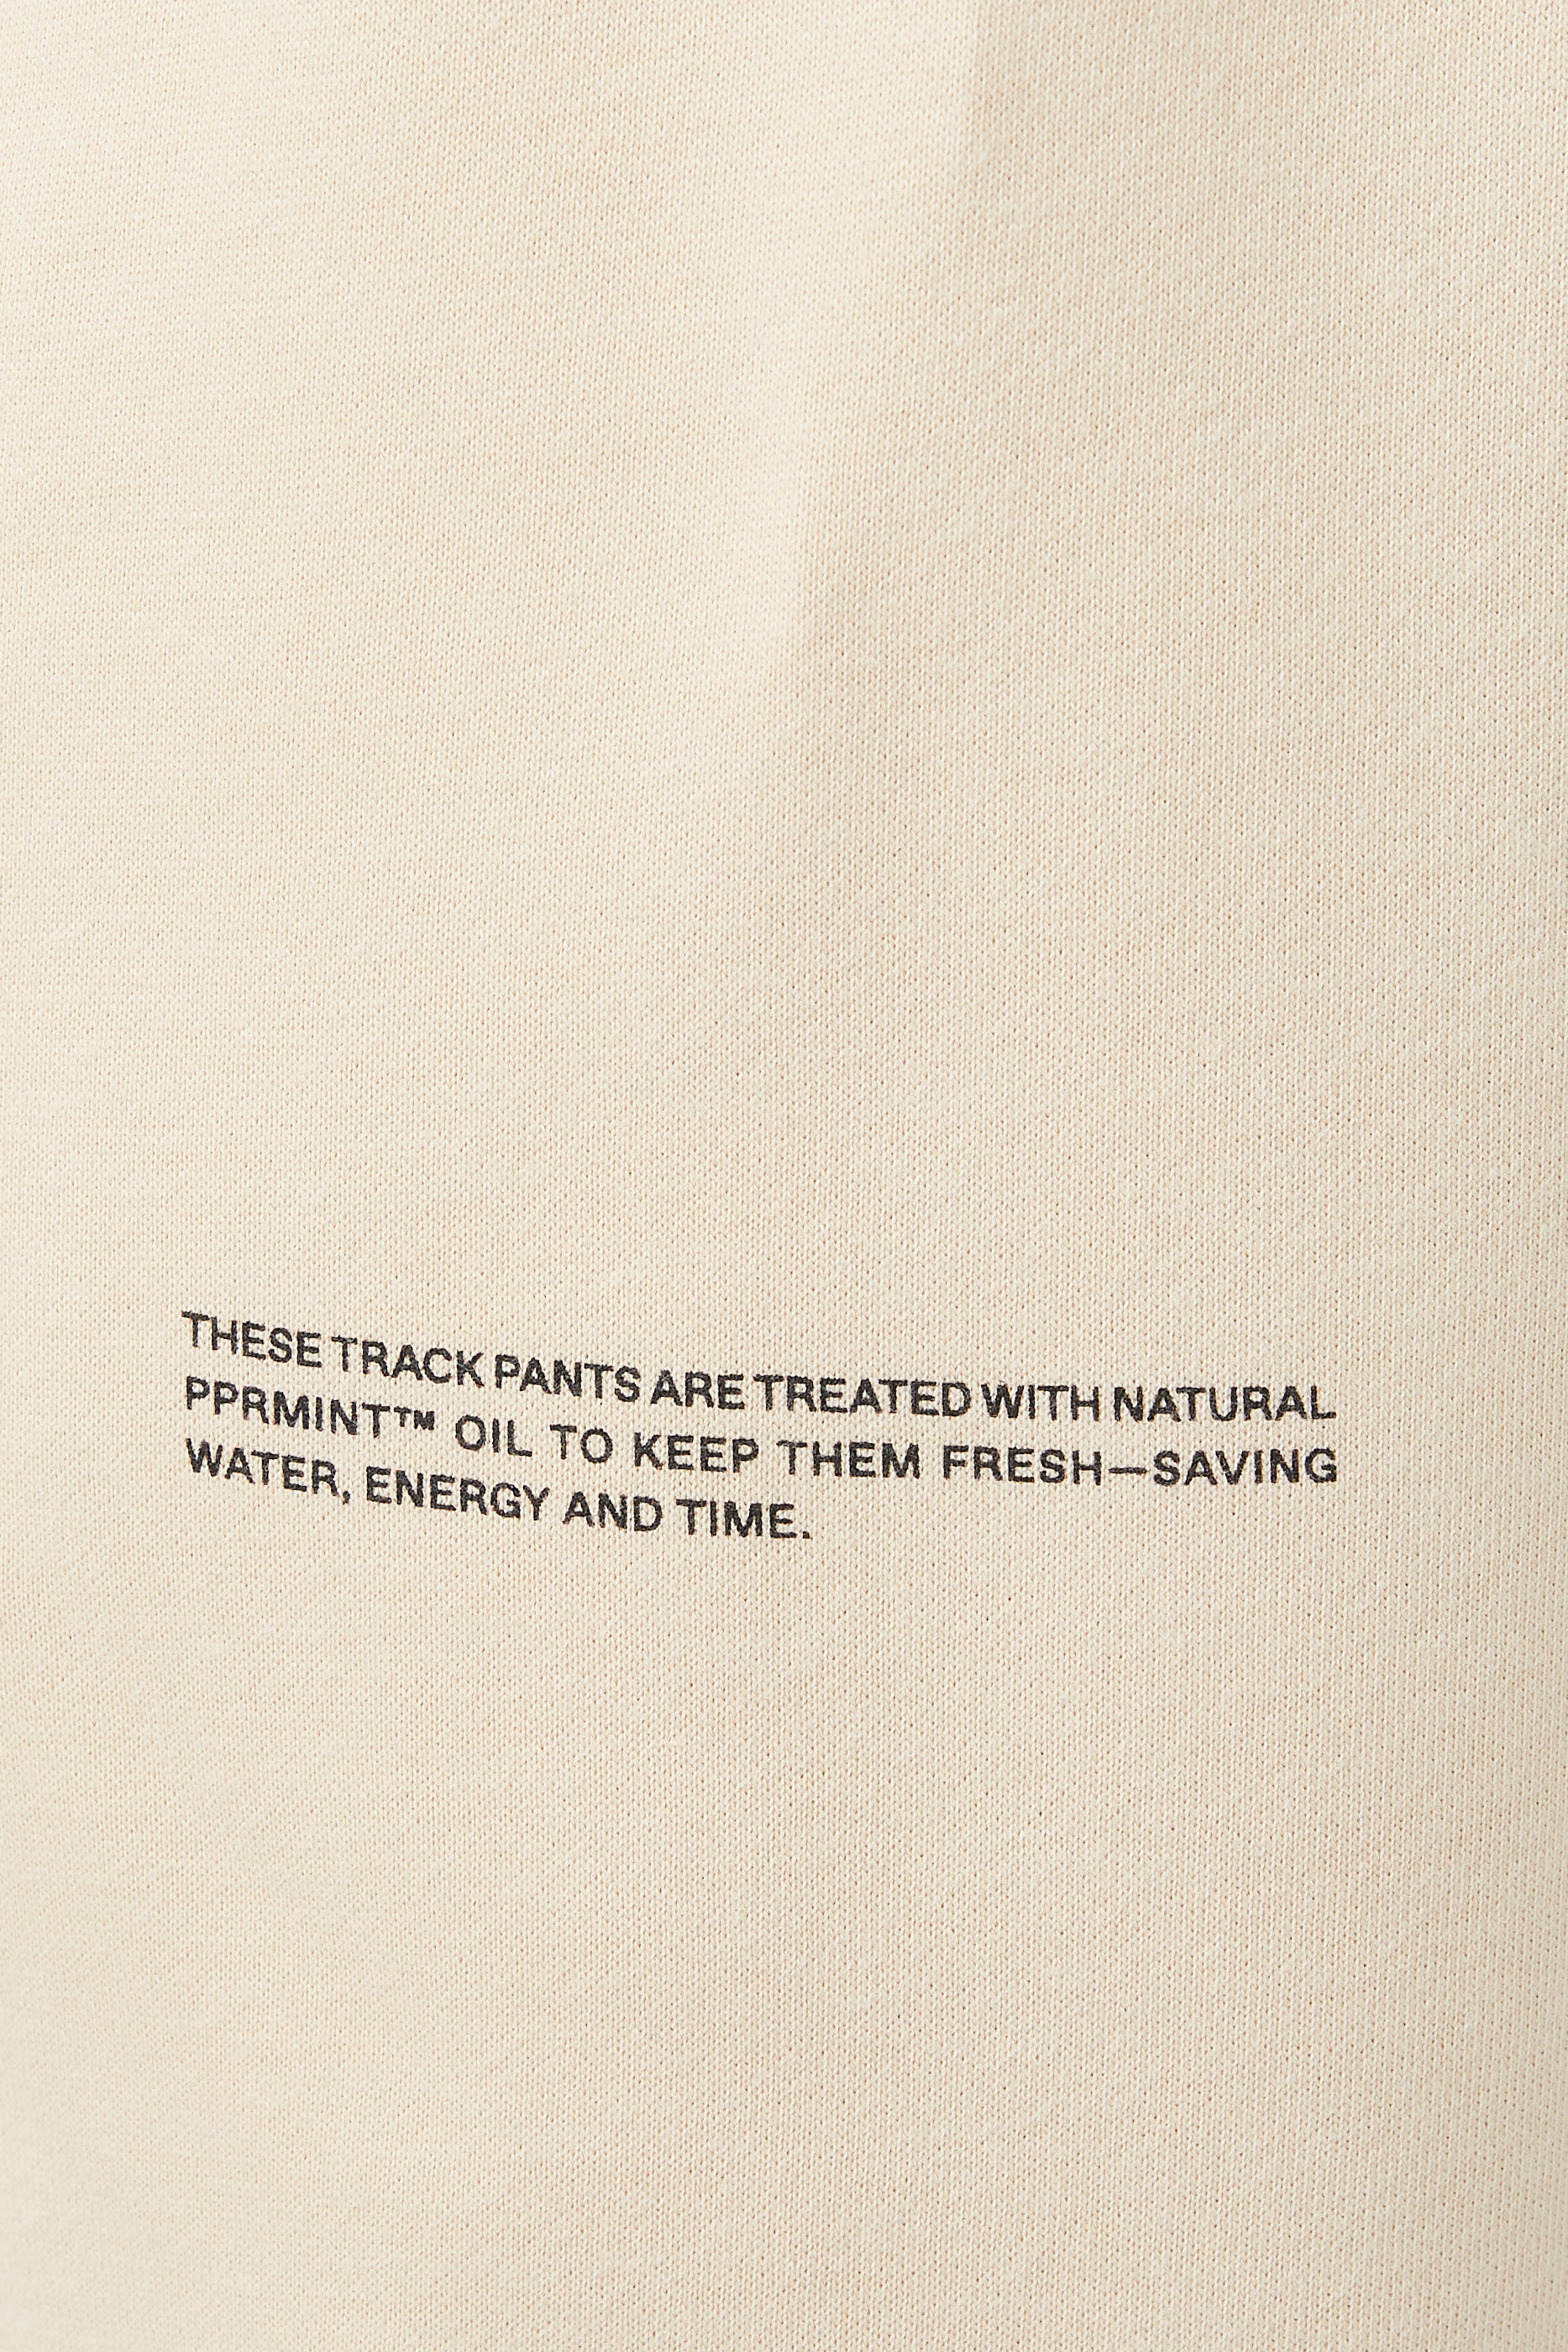 THESE TRACK PANTS ARE TREATED WITH NATURAL
PPRMINT™ OIL TO KEEP THEM FRESH—SAVING
WATER, ENERGY AND TIME.